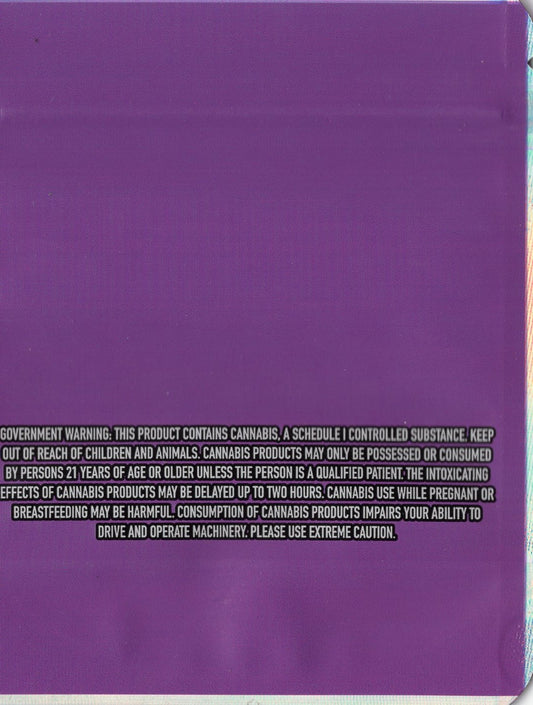 GOVERNMENT WARNING: THIS PRODUCT CONTAINS CANNABIS, A SCHEDULE I CONTROLLED SUBSTANCE. KEEP
OUT OF REACH OF CHILDREN AND ANIMALS. CANNABIS PRODUCTS MAY ONLY BE POSSESSED OR CONSUMED
BY PERSONS 21 YEARS OF AGE OR OLDER UNLESS THE PERSON IS A QUALIFIED PATIENT. THE INTOXICATING
EFFECTS OF CANNABIS PRODUCTS MAY BE DELAYED UP TO TWO HOURS. CANNABIS USE WHILE PREGNANT OR
BREASTFEEDING MAY BE HARMFUL. CONSUMPTION OF CANNABIS PRODUCTS IMPAIRS YOUR ABILITY TO
DRIVE AND OPERATE MACHINERY. PLEASE USE EXTREME CAUTION.